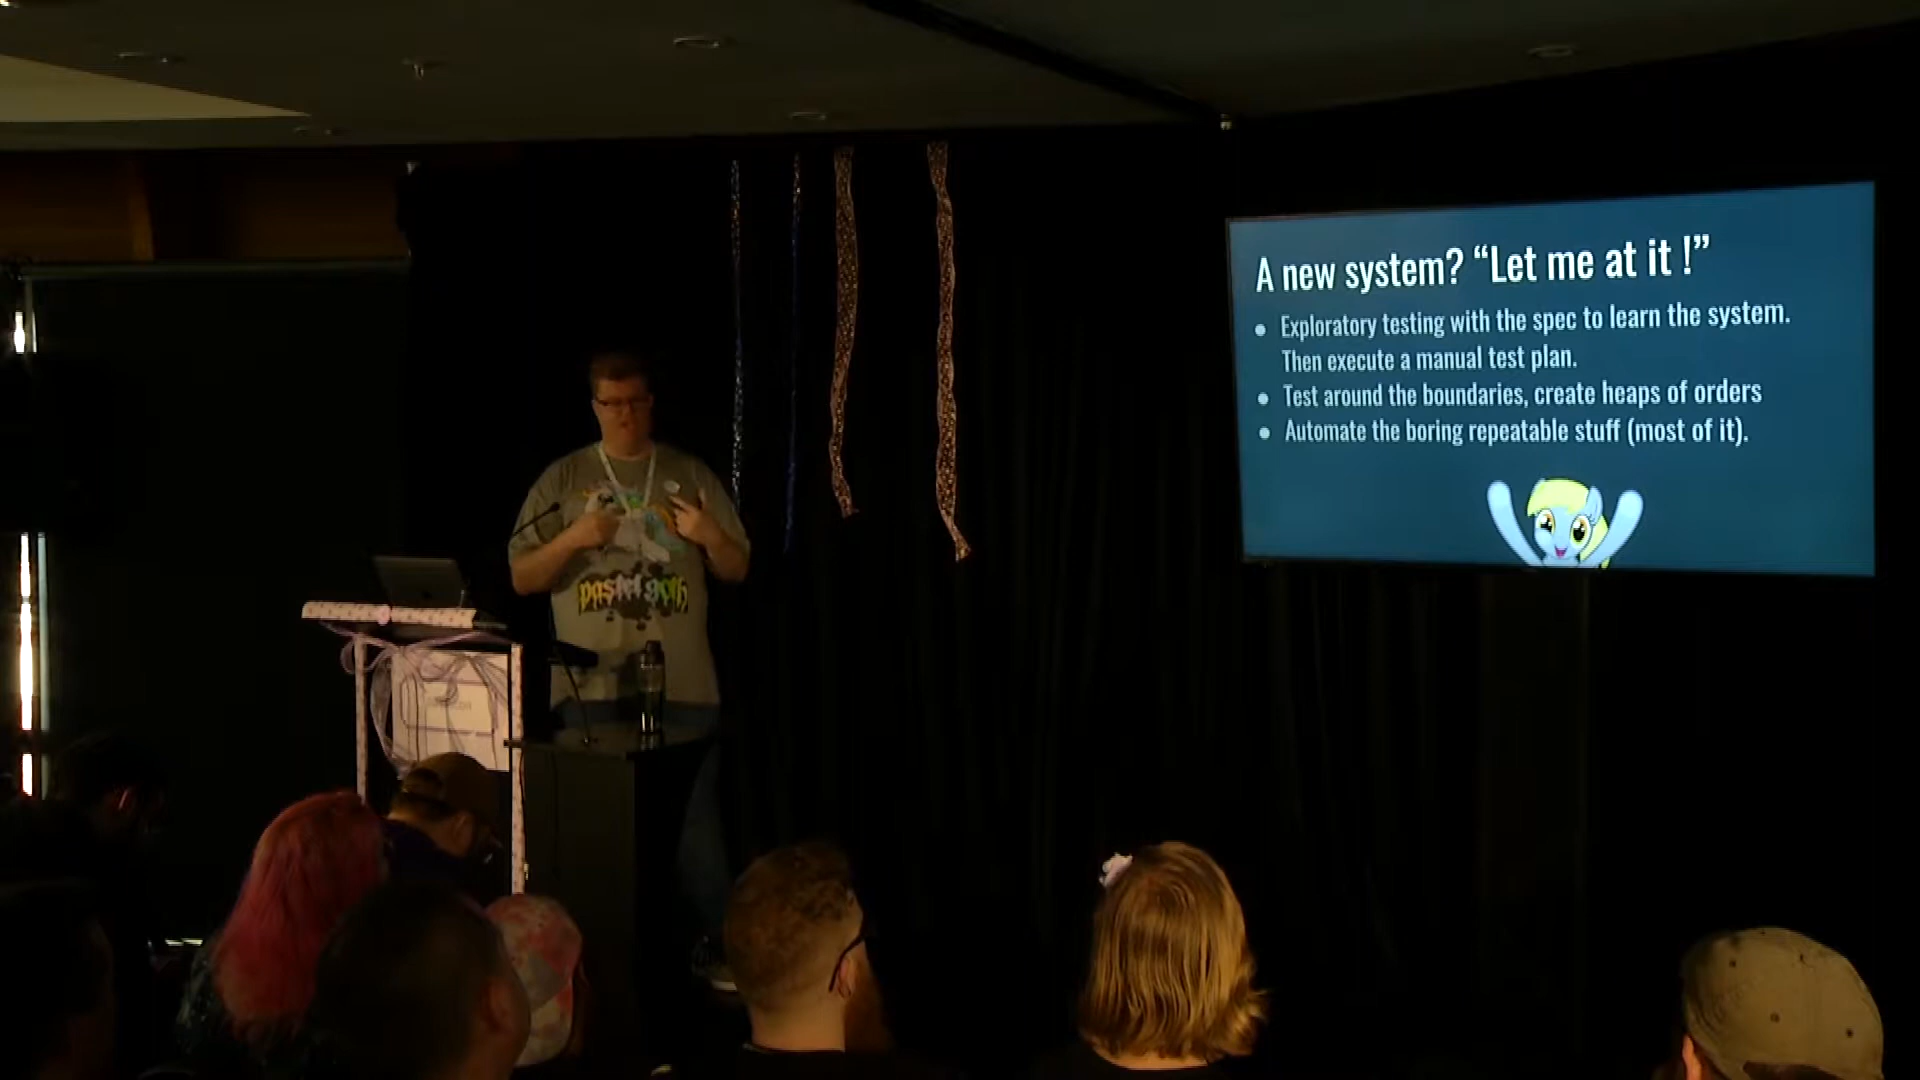 A new system? “Let me at it !”
● Exploratory testing with the spec to learn the system.
Then execute a manual test plan.
● Test around the boundaries, create heaps of orders
● Automate the boring repeatable stuff (most of it).
pastel goth